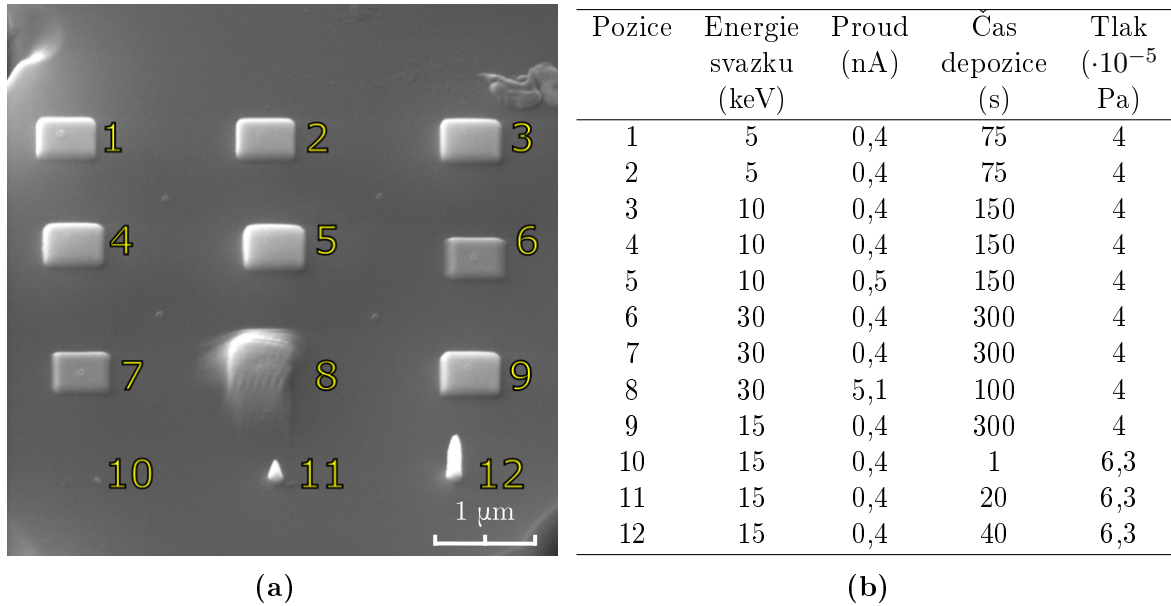 1 2 3
4 5 6
7 8 9
10 11 12
1 μm
(a)
Pozice Energie Proud Čas Tlak
svazku (nA) depozice (·10⁻⁵
(keV) (s) Pa)
1 5 0,4 75 4
2 5 0,4 75 4
3 10 0,4 150 4
4 10 0,4 150 4
5 10 0,5 150 4
6 30 0,4 300 4
7 30 0,4 300 4
8 30 5,1 100 4
9 15 0,4 300 4
10 15 0,4 1 6,3
11 15 0,4 20 6,3
12 15 0,4 40 6,3
(b)